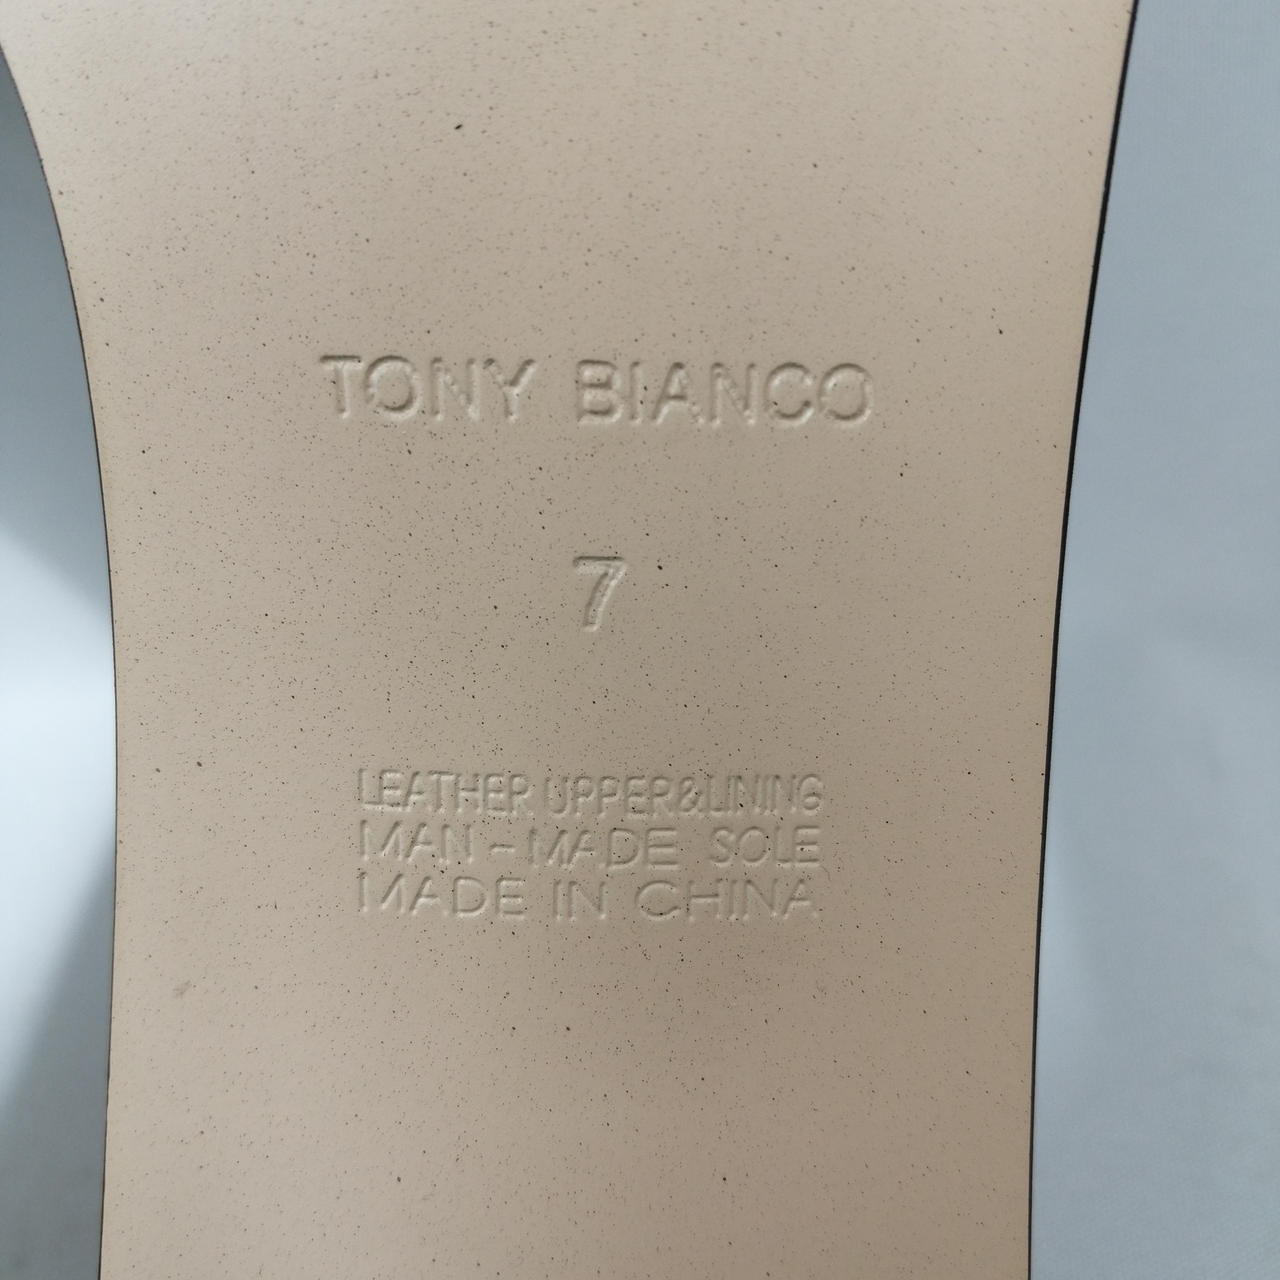 TONY BIANCO
7
LEATHER UPPER&LINING
MAN-MADE SOLE
MADE IN CHINA